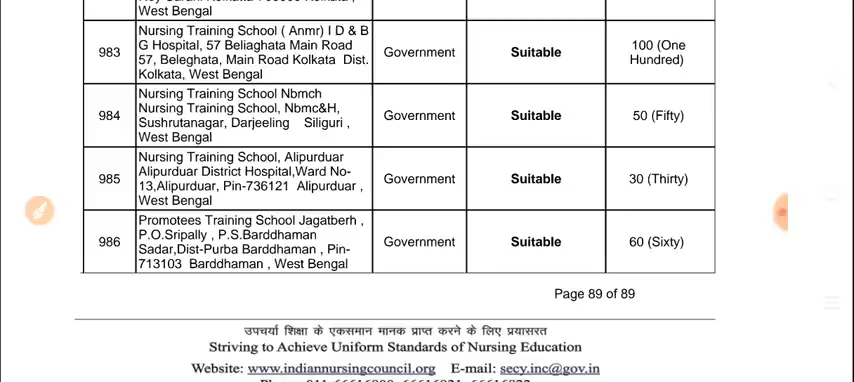 West Bengal
983
Nursing Training School ( Anmr) I D & B
G Hospital, 57 Beliaghata Main Road
57, Beleghata, Main Road Kolkata Dist.
Kolkata, West Bengal
Government
Suitable
100 (One
Hundred)
984
Nursing Training School Nbmch
Nursing Training School, Nbmc&H,
Sushrutanagar, Darjeeling Siliguri ,
West Bengal
Government
Suitable
50 (Fifty)
985
Nursing Training School, Alipurduar
Alipurduar District Hospital,Ward No-
13,Alipurduar, Pin-736121 Alipurduar ,
West Bengal
Government
Suitable
30 (Thirty)
986
Promotees Training School Jagatberh ,
P.O.Sripally , P.S.Barddhaman
Sadar,Dist-Purba Barddhaman , Pin-
713103 Barddhaman , West Bengal
Government
Suitable
60 (Sixty)
Page 89 of 89
उपचर्या शिक्षा के एकसमान मानक प्राप्त करने के लिए प्रयासरत
Striving to Achieve Uniform Standards of Nursing Education
Website: www.indiannursingcouncil.org E-mail: secy.inc@gov.in